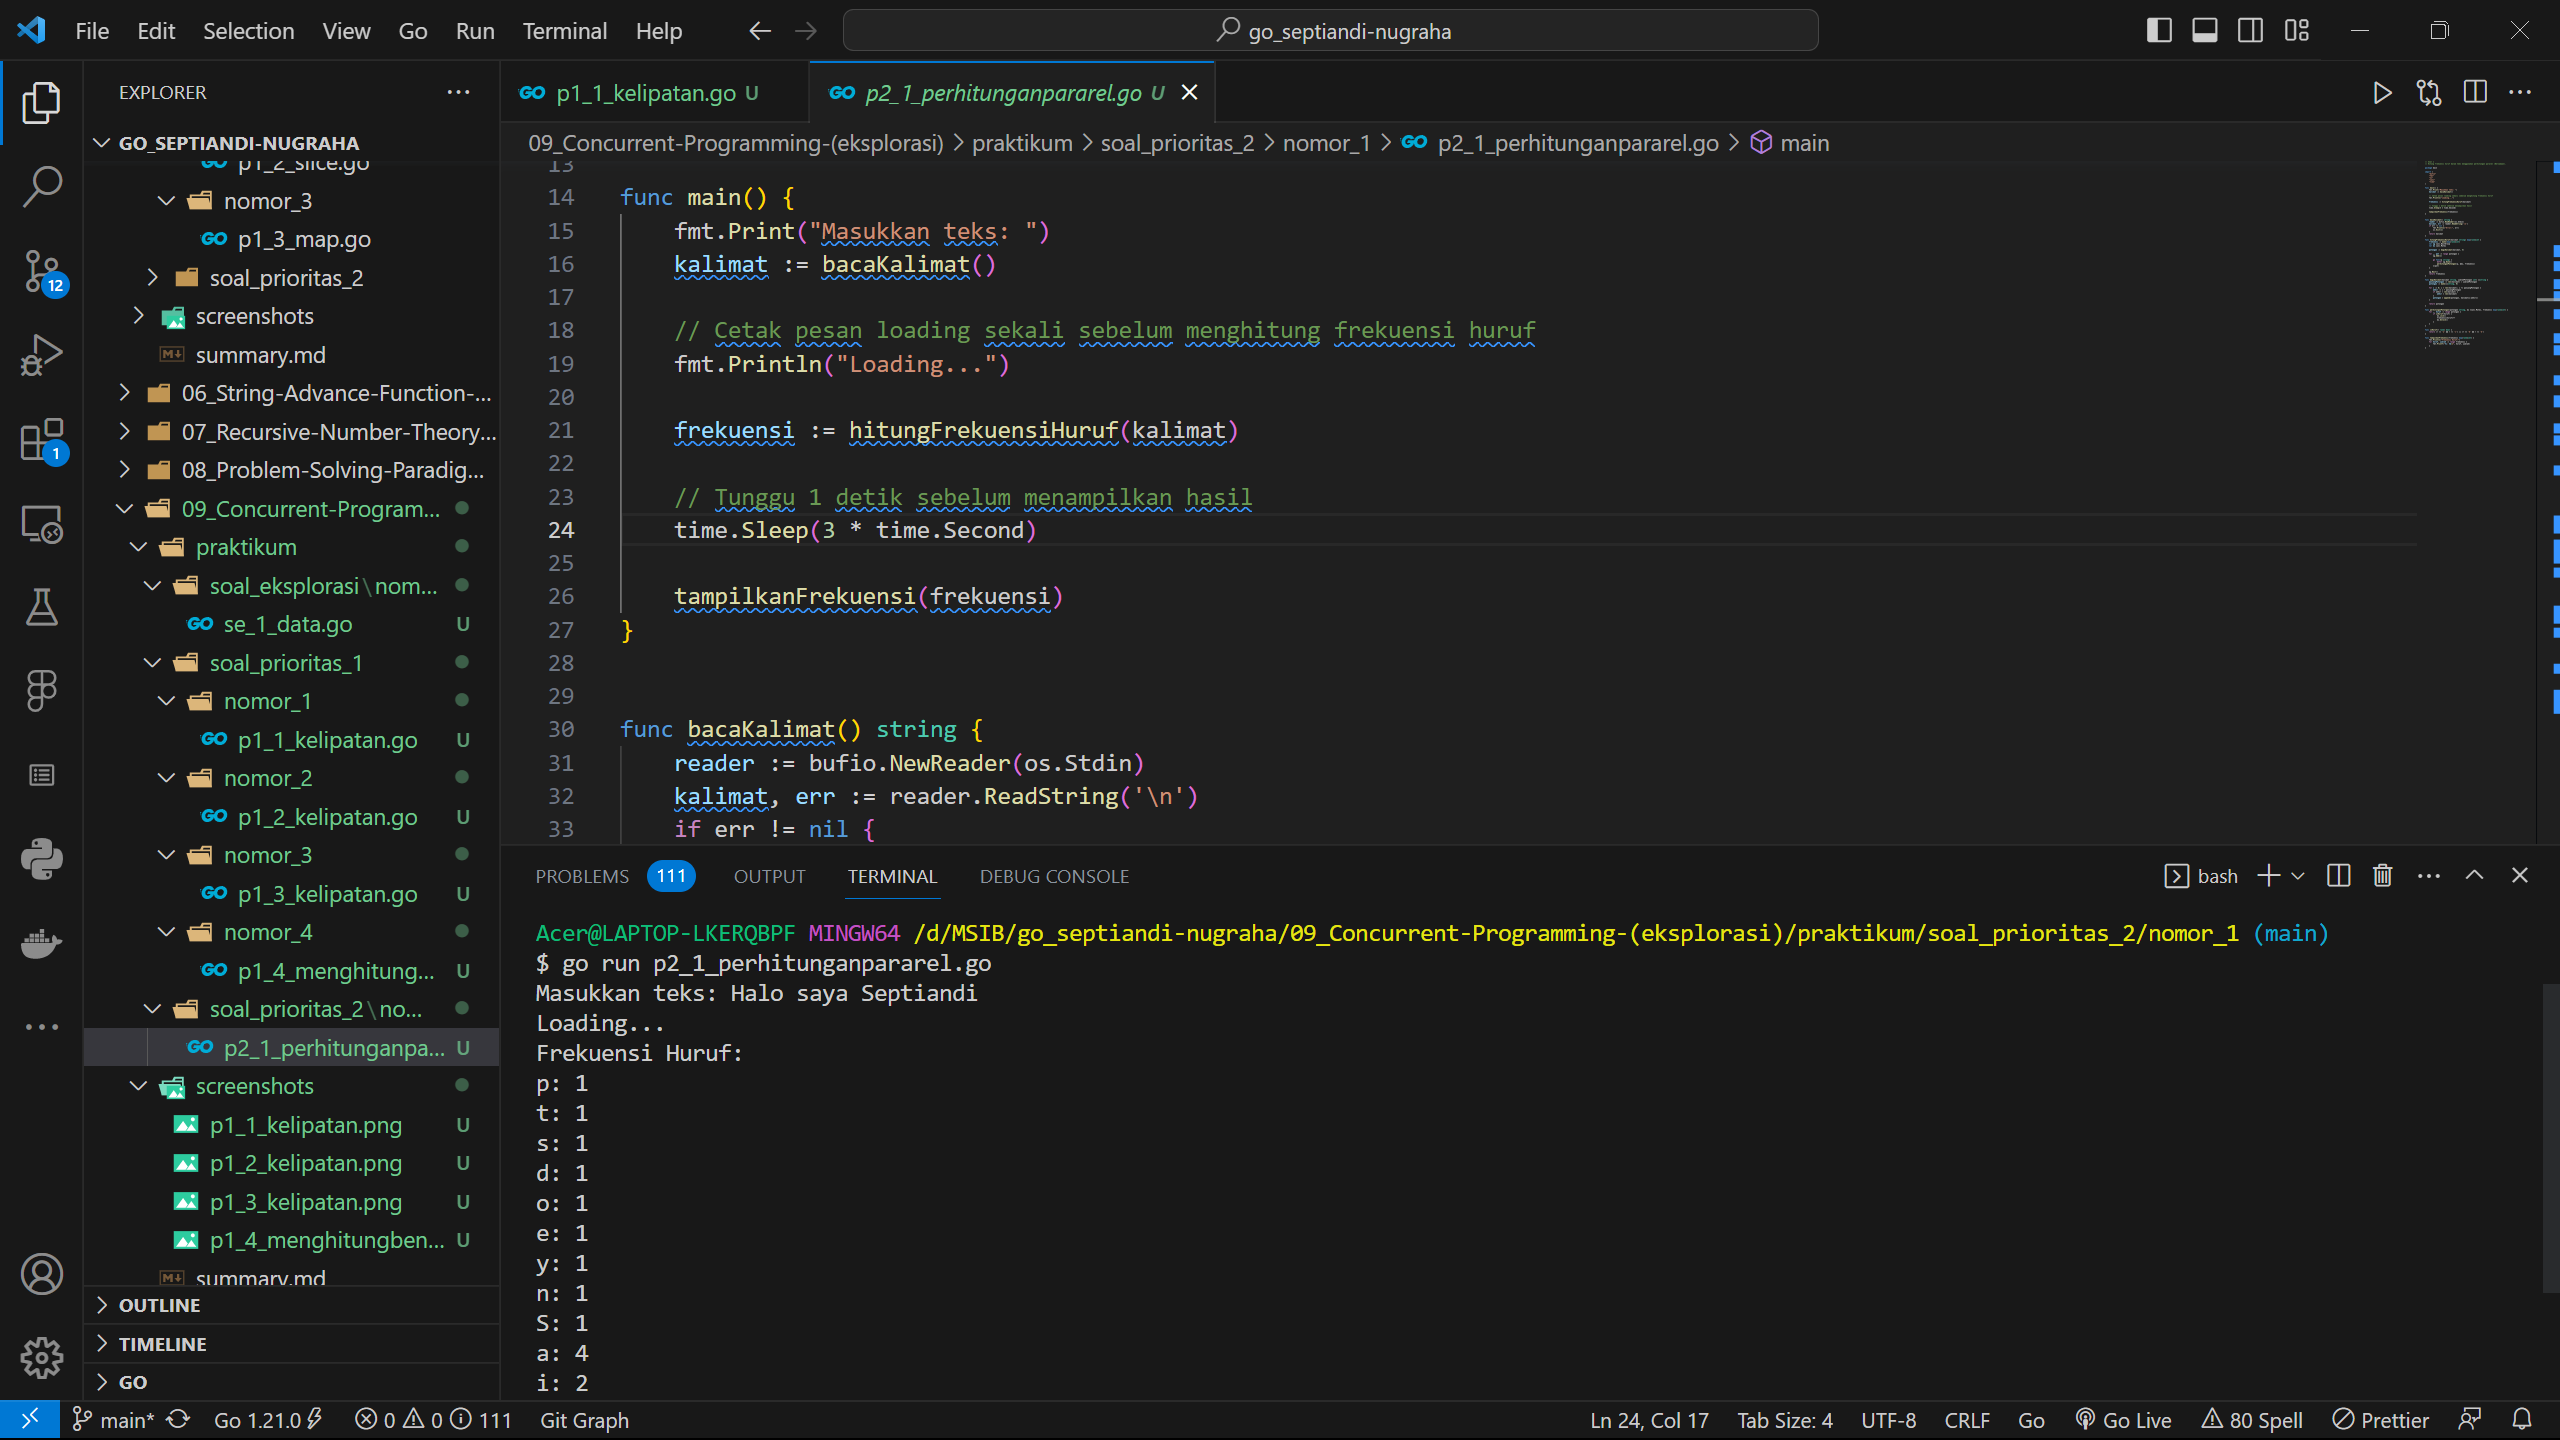 File Edit Selection View Go Run Terminal Help
go_septiandi-nugraha
EXPLORER
GO_SEPTIANDI-NUGRAHA
p1_2_slice.go
nomor_3
p1_3_map.go
soal_prioritas_2
screenshots
summary.md
06_String-Advance-Function-...
07_Recursive-Number-Theory...
08_Problem-Solving-Paradig...
09_Concurrent-Program...
praktikum
soal_eksplorasi\nom...
se_1_data.go U
soal_prioritas_1
nomor_1
p1_1_kelipatan.go U
nomor_2
p1_2_kelipatan.go U
nomor_3
p1_3_kelipatan.go U
nomor_4
p1_4_menghitung... U
soal_prioritas_2\no...
p2_1_perhitunganpa... U
screenshots
p1_1_kelipatan.png U
p1_2_kelipatan.png U
p1_3_kelipatan.png U
p1_4_menghitungben... U
summary.md
OUTLINE
TIMELINE
GO
12
1
GO p1_1_kelipatan.go U
GO p2_1_perhitunganpararel.go U
09_Concurrent-Programming-(eksplorasi) > praktikum > soal_prioritas_2 > nomor_1 > GO p2_1_perhitunganpararel.go > main
13
14 func main() {
15 fmt.Print("Masukkan teks: ")
16 kalimat := bacaKalimat()
17
18 // Cetak pesan loading sekali sebelum menghitung frekuensi huruf
19 fmt.Println("Loading...")
20
21 frekuensi := hitungFrekuensiHuruf(kalimat)
22
23 // Tunggu 1 detik sebelum menampilkan hasil
24 time.Sleep(3 * time.Second)
25
26 tampilkanFrekuensi(frekuensi)
27 }
28
29
30 func bacaKalimat() string {
31 reader := bufio.NewReader(os.Stdin)
32 kalimat, err := reader.ReadString('\n')
33 if err != nil {
PROBLEMS 111 OUTPUT TERMINAL DEBUG CONSOLE
bash
Acer@LAPTOP-LKERQBPF MINGW64 /d/MSIB/go_septiandi-nugraha/09_Concurrent-Programming-(eksplorasi)/praktikum/soal_prioritas_2/nomor_1 (main)
$ go run p2_1_perhitunganpararel.go
Masukkan teks: Halo saya Septiandi
Loading...
Frekuensi Huruf:
p: 1
t: 1
s: 1
d: 1
o: 1
e: 1
y: 1
n: 1
S: 1
a: 4
i: 2
main* Go 1.21.0 0 0 111 Git Graph
Ln 24, Col 17 Tab Size: 4 UTF-8 CRLF Go Go Live 80 Spell Prettier